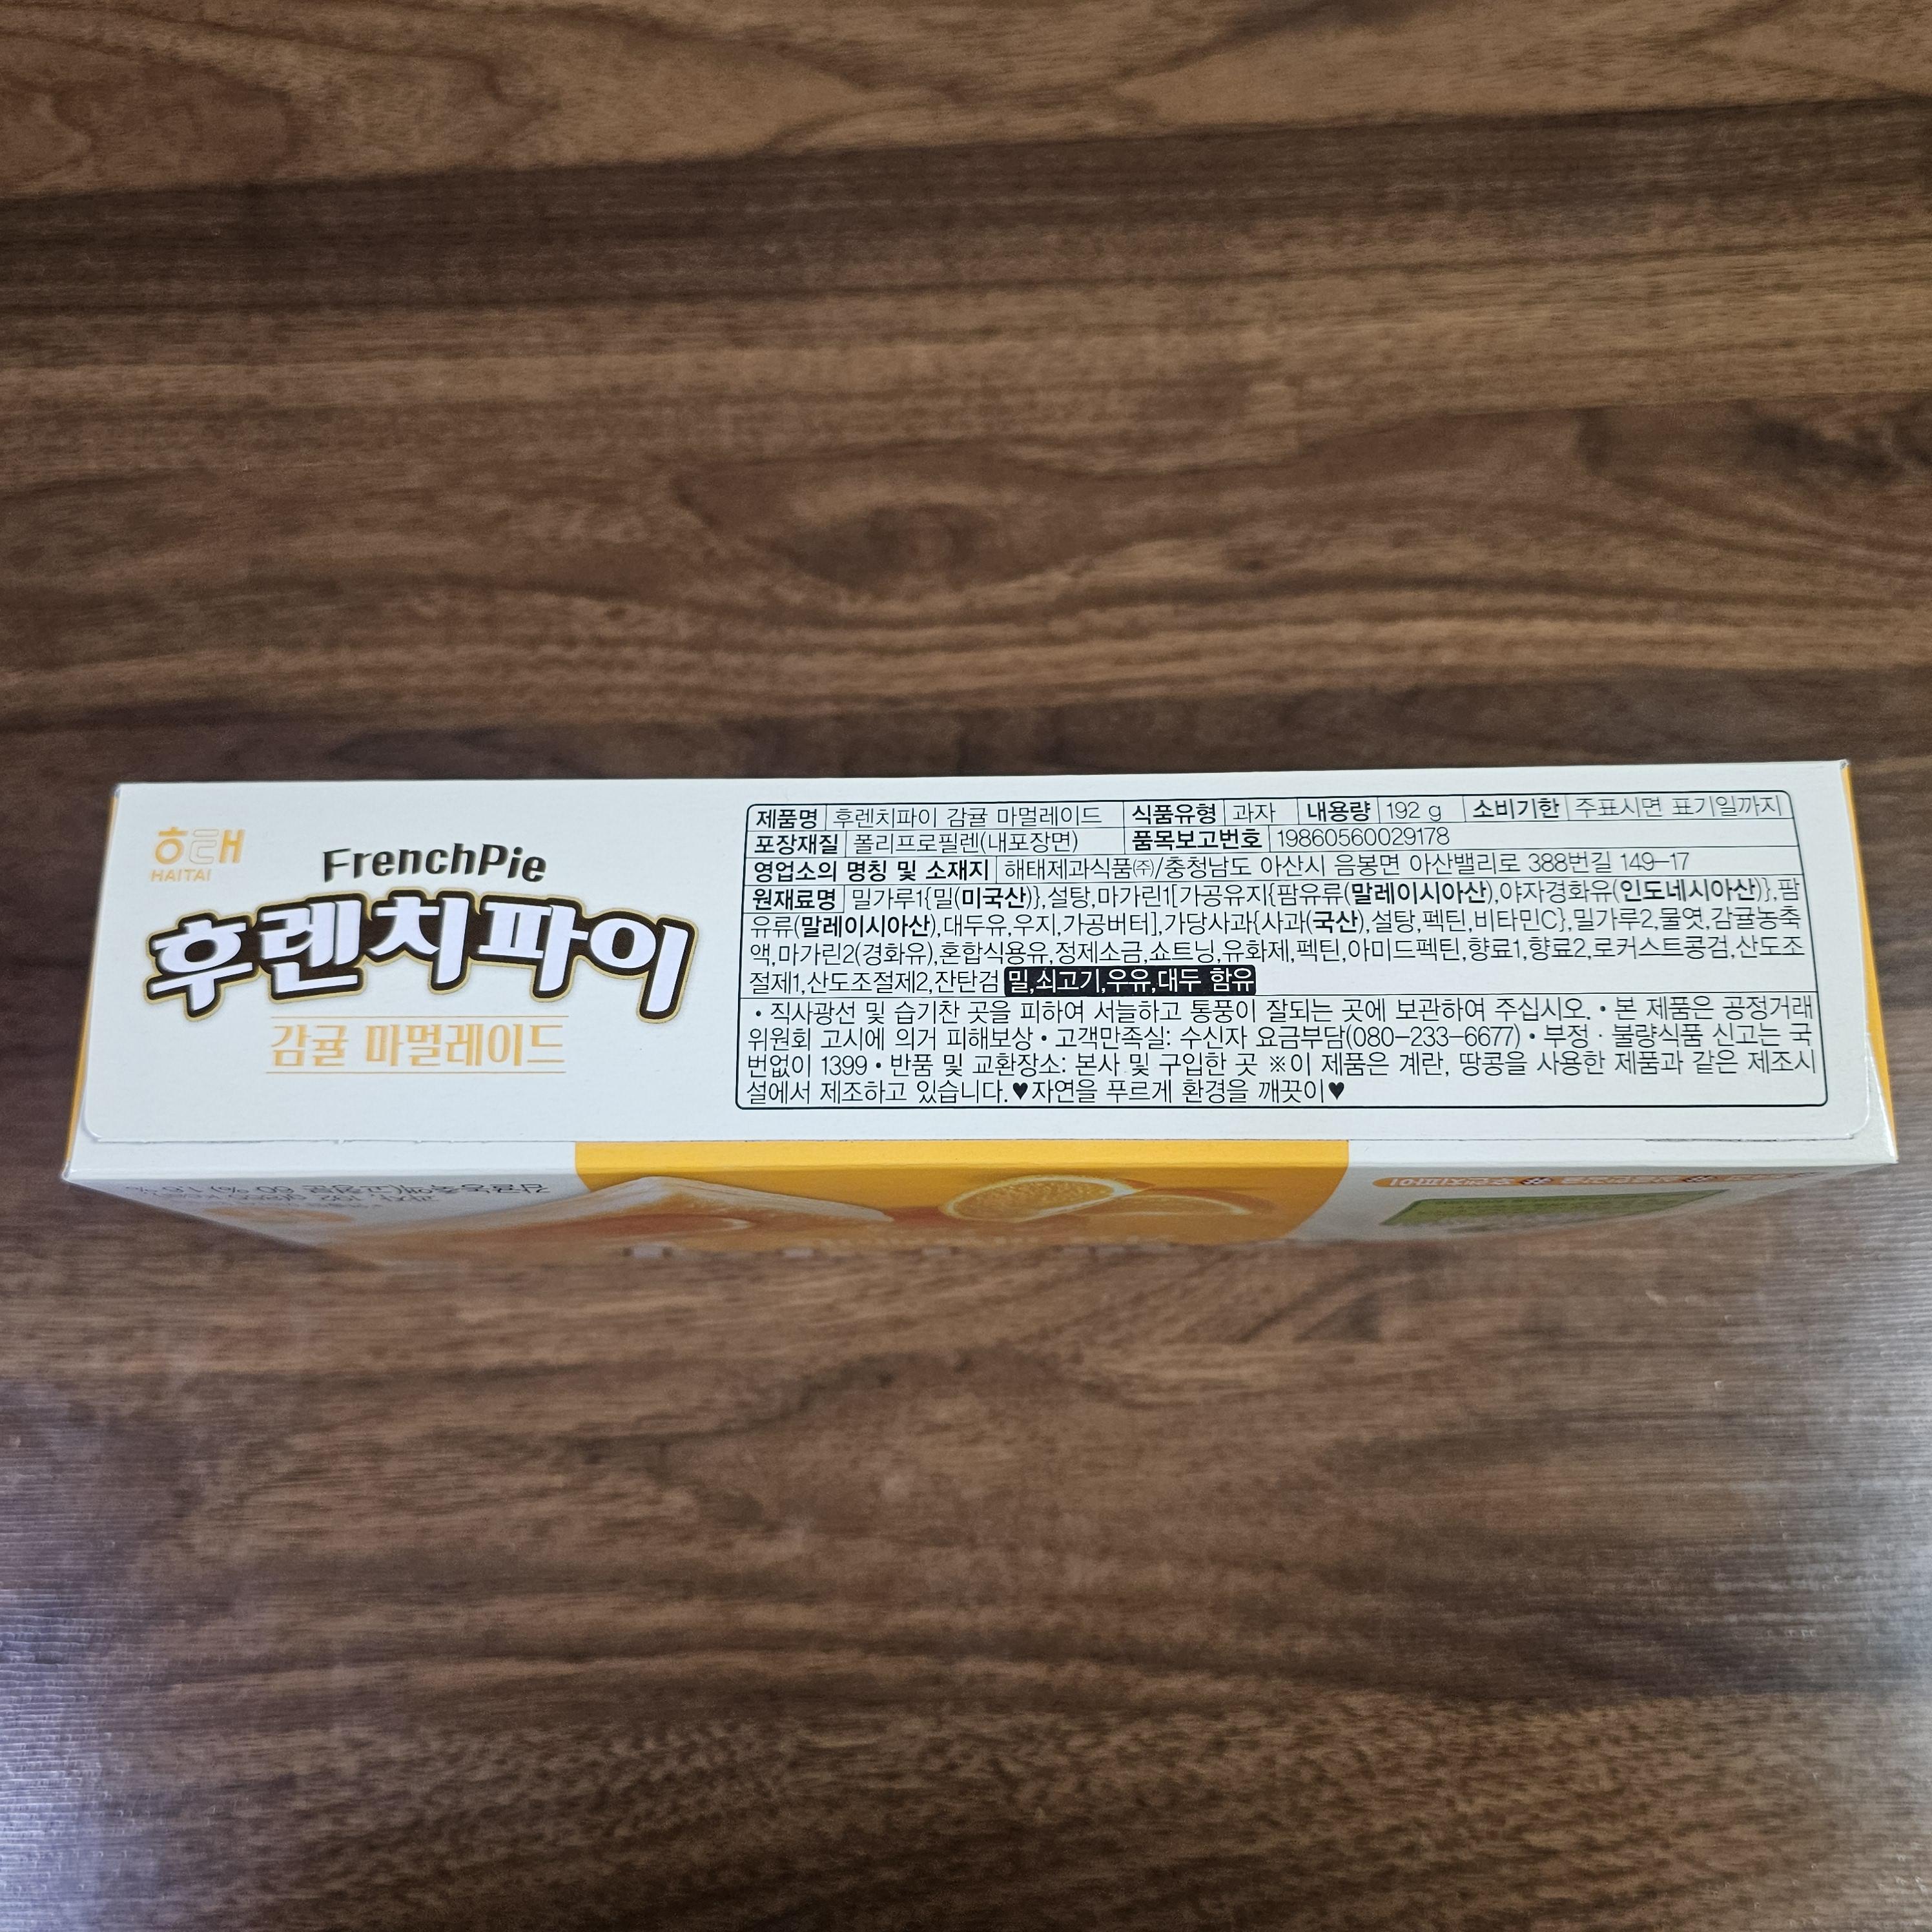 해태
HAITAI
FrenchPie
후렌치파이
감귤 마멀레이드
제품명 후렌치파이 감귤 마멀레이드 식품유형 과자 내용량 192 g 소비기한 주표시면 표기일까지
포장재질 폴리프로필렌(내포장면) 품목보고번호 19860560029178
영업소의 명칭 및 소재지 해태제과식품㈜/충청남도 아산시 음봉면 아산밸리로 388번길 149-17
원재료명 밀가루1{밀(미국산)},설탕,마가린1[가공유지{팜유류(말레이시아산),야자경화유(인도네시아산)},팜
유류(말레이시아산),대두유,우지,가공버터],가당사과{사과(국산),설탕,펙틴,비타민C},밀가루2,물엿,감귤농축
액,마가린2(경화유),혼합식용유,정제소금,쇼트닝,유화제,펙틴,아미드펙틴,향료1,향료2,로커스트콩검,산도조
절제1,산도조절제2,잔탄검 밀,쇠고기,우유,대두 함유
• 직사광선 및 습기찬 곳을 피하여 서늘하고 통풍이 잘되는 곳에 보관하여 주십시오. • 본 제품은 공정거래
위원회 고시에 의거 피해보상 • 고객만족실: 수신자 요금부담(080-233-6677) • 부정 · 불량식품 신고는 국
번없이 1399 • 반품 및 교환장소: 본사 및 구입한 곳 ※이 제품은 계란, 땅콩을 사용한 제품과 같은 제조시
설에서 제조하고 있습니다.♥자연을 푸르게 환경을 깨끗이♥